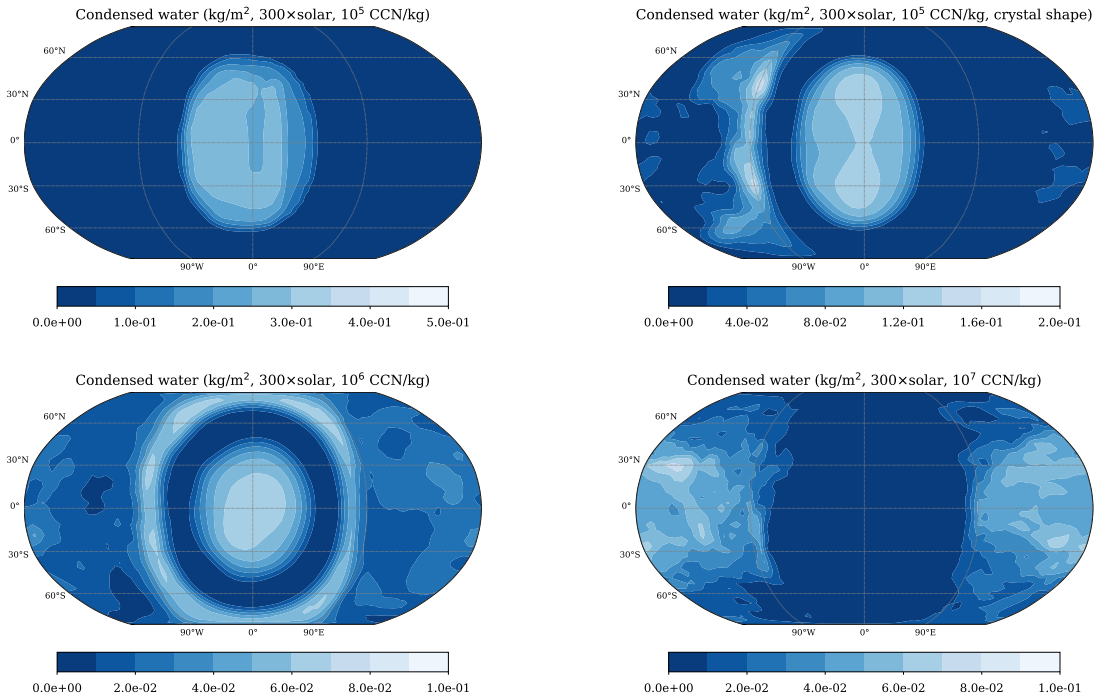 Condensed water (kg/m², 300×solar, 10⁵ CCN/kg)
60°N
30°N
0°
30°S
60°S
90°W 0° 90°E
0.0e+00 1.0e-01 2.0e-01 3.0e-01 4.0e-01 5.0e-01
Condensed water (kg/m², 300×solar, 10⁵ CCN/kg, crystal shape)
60°N
30°N
0°
30°S
60°S
90°W 0° 90°E
0.0e+00 4.0e-02 8.0e-02 1.2e-01 1.6e-01 2.0e-01
Condensed water (kg/m², 300×solar, 10⁶ CCN/kg)
60°N
30°N
0°
30°S
60°S
90°W 0° 90°E
0.0e+00 2.0e-02 4.0e-02 6.0e-02 8.0e-02 1.0e-01
Condensed water (kg/m², 300×solar, 10⁷ CCN/kg)
60°N
30°N
0°
30°S
60°S
90°W 0° 90°E
0.0e+00 2.0e-02 4.0e-02 6.0e-02 8.0e-02 1.0e-01